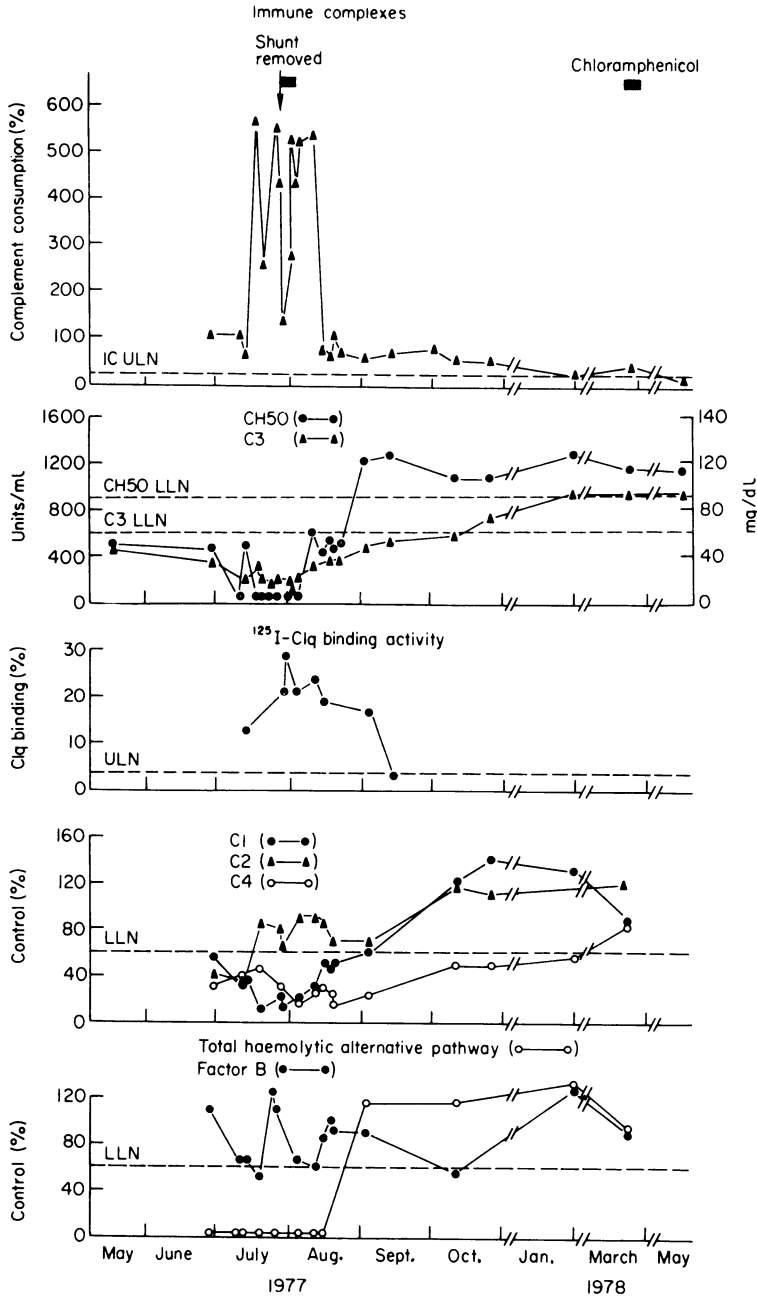 Immune complexes
Shunt
removed
Chloramphenicol
Complement consumption (%)
600
500
400
300
200
100
0
IC ULN
CH50 (●—●)
C3 (▲—▲)
Units/ml
1600
1200
800
400
0
CH50 LLN
C3 LLN
140
120
80
60
40
0
mg/dl
¹²⁵I-Clq binding activity
Clq binding (%)
30
20
10
0
ULN
C1 (●—●)
C2 (▲—▲)
C4 (○—○)
Control (%)
160
120
80
40
0
LLN
Total haemolytic alternative pathway (○—○)
Factor B (●—●)
Control (%)
120
80
40
0
LLN
May June July Aug. Sept. Oct. Jan. March May
1977 1978